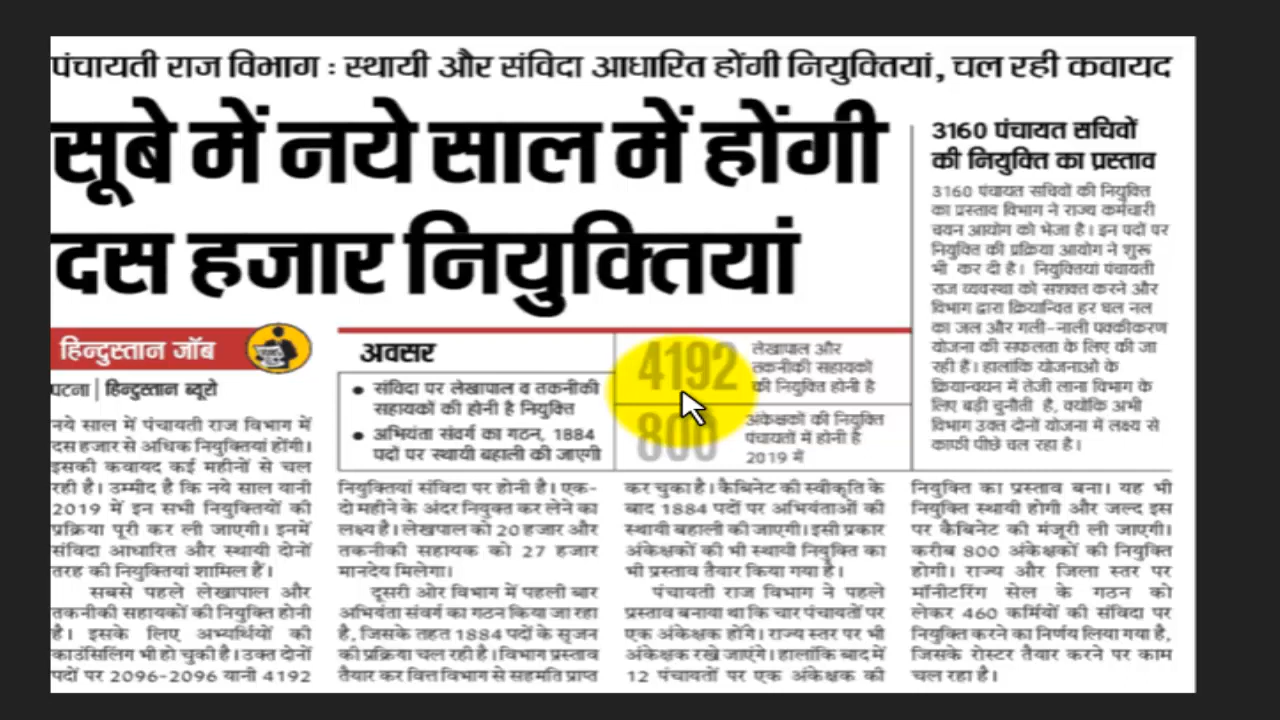 पंचायती राज विभाग : स्थायी और संविदा आधारित होंगी नियुक्तियां, चल रही कवायद
सूबे में नये साल में होंगी
दस हजार नियुक्तियां
हिन्दुस्तान जॉब
पटना | हिन्दुस्तान ब्यूरो
नये साल में पंचायती राज विभाग में
दस हजार से अधिक नियुक्तियां होंगी।
इसकी कवायद कई महीनों से चल
रही है। उम्मीद है कि नये साल यानी
2019 में इन सभी नियुक्तियों की
प्रक्रिया पूरी कर ली जाएगी। इनमें
संविदा आधारित और स्थायी दोनों
तरह की नियुक्तियां शामिल हैं।
सबसे पहले लेखापाल और
तकनीकी सहायकों की नियुक्ति होनी
है। इसके लिए अभ्यर्थियों की
काउंसिलिंग भी हो चुकी है। उक्त दोनों
पदों पर 2096-2096 यानी 4192
अवसर
● संविदा पर लेखापाल व तकनीकी
सहायकों की होनी है नियुक्ति
● अभियंता संवर्ग का गठन, 1884
पदों पर स्थायी बहाली की जाएगी
4192
लेखापाल और
तकनीकी सहायकों
की नियुक्ति होनी है
800
अंकेक्षकों की नियुक्ति
पंचायतों में होनी है
2019 में
नियुक्तियां संविदा पर होनी है। एक-
दो महीने के अंदर नियुक्त कर लेने का
लक्ष्य है। लेखपाल को 20 हजार और
तकनीकी सहायक को 27 हजार
मानदेय मिलेगा।
दूसरी ओर विभाग में पहली बार
अभियंता संवर्ग का गठन किया जा रहा
है, जिसके तहत 1884 पदों के सृजन
की प्रक्रिया चल रही है। विभाग प्रस्ताव
तैयार कर वित्त विभाग से सहमति प्राप्त
कर चुका है। कैबिनेट की स्वीकृति के
बाद 1884 पदों पर अभियंताओं की
स्थायी बहाली की जाएगी। इसी प्रकार
अंकेक्षकों की भी स्थायी नियुक्ति का
भी प्रस्ताव तैयार किया गया है।
पंचायती राज विभाग ने पहले
प्रस्ताव बनाया था कि चार पंचायतों पर
एक अंकेक्षक होंगे। राज्य स्तर पर भी
अंकेक्षक रखे जाएंगे। हालांकि बाद में
12 पंचायतों पर एक अंकेक्षक की
3160 पंचायत सचिवों
की नियुक्ति का प्रस्ताव
3160 पंचायत सचिवों की नियुक्ति
का प्रस्ताव विभाग ने राज्य कर्मचारी
चयन आयोग को भेजा है। इन पदों पर
नियुक्ति की प्रक्रिया आयोग ने शुरू
भी कर दी है। नियुक्तियां पंचायती
राज व्यवस्था को सशक्त करने और
विभाग द्वारा क्रियान्वित हर घल नल
का जल और गली-नाली पक्कीकरण
योजना की सफलता के लिए की जा
रही हैं। हालांकि योजनाओं के
क्रियान्वयन में तेजी लाना विभाग के
लिए बड़ी चुनौती है, क्योंकि अभी
विभाग उक्त दोनों योजना में लक्ष्य से
काफी पीछे चल रहा है।
नियुक्ति का प्रस्ताव बना। यह भी
नियुक्ति स्थायी होगी और जल्द इस
पर कैबिनेट की मंजूरी ली जाएगी।
करीब 800 अंकेक्षकों की नियुक्ति
होगी। राज्य और जिला स्तर पर
मॉनीटरिंग सेल के गठन को
लेकर 460 कर्मियों की संविदा पर
नियुक्ति करने का निर्णय लिया गया है,
जिसके रोस्टर तैयार करने पर काम
चल रहा है।